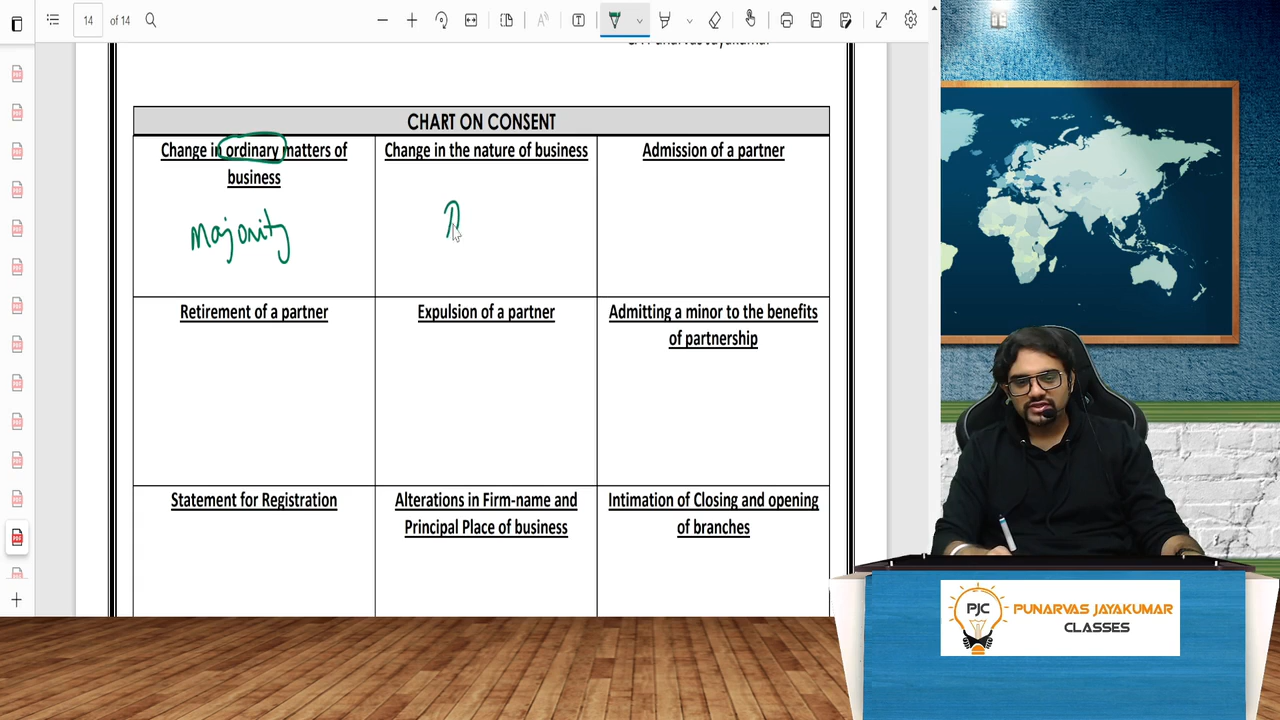 14
of 14
CHART ON CONSENT
Change in ordinary matters of
business
Majority
Change in the nature of business
Admission of a partner
Retirement of a partner
Expulsion of a partner
Admitting a minor to the benefits
of partnership
Statement for Registration
Alterations in Firm-name and
Principal Place of business
Intimation of Closing and opening
of branches
PJC
PUNARVAS JAYAKUMAR
CLASSES